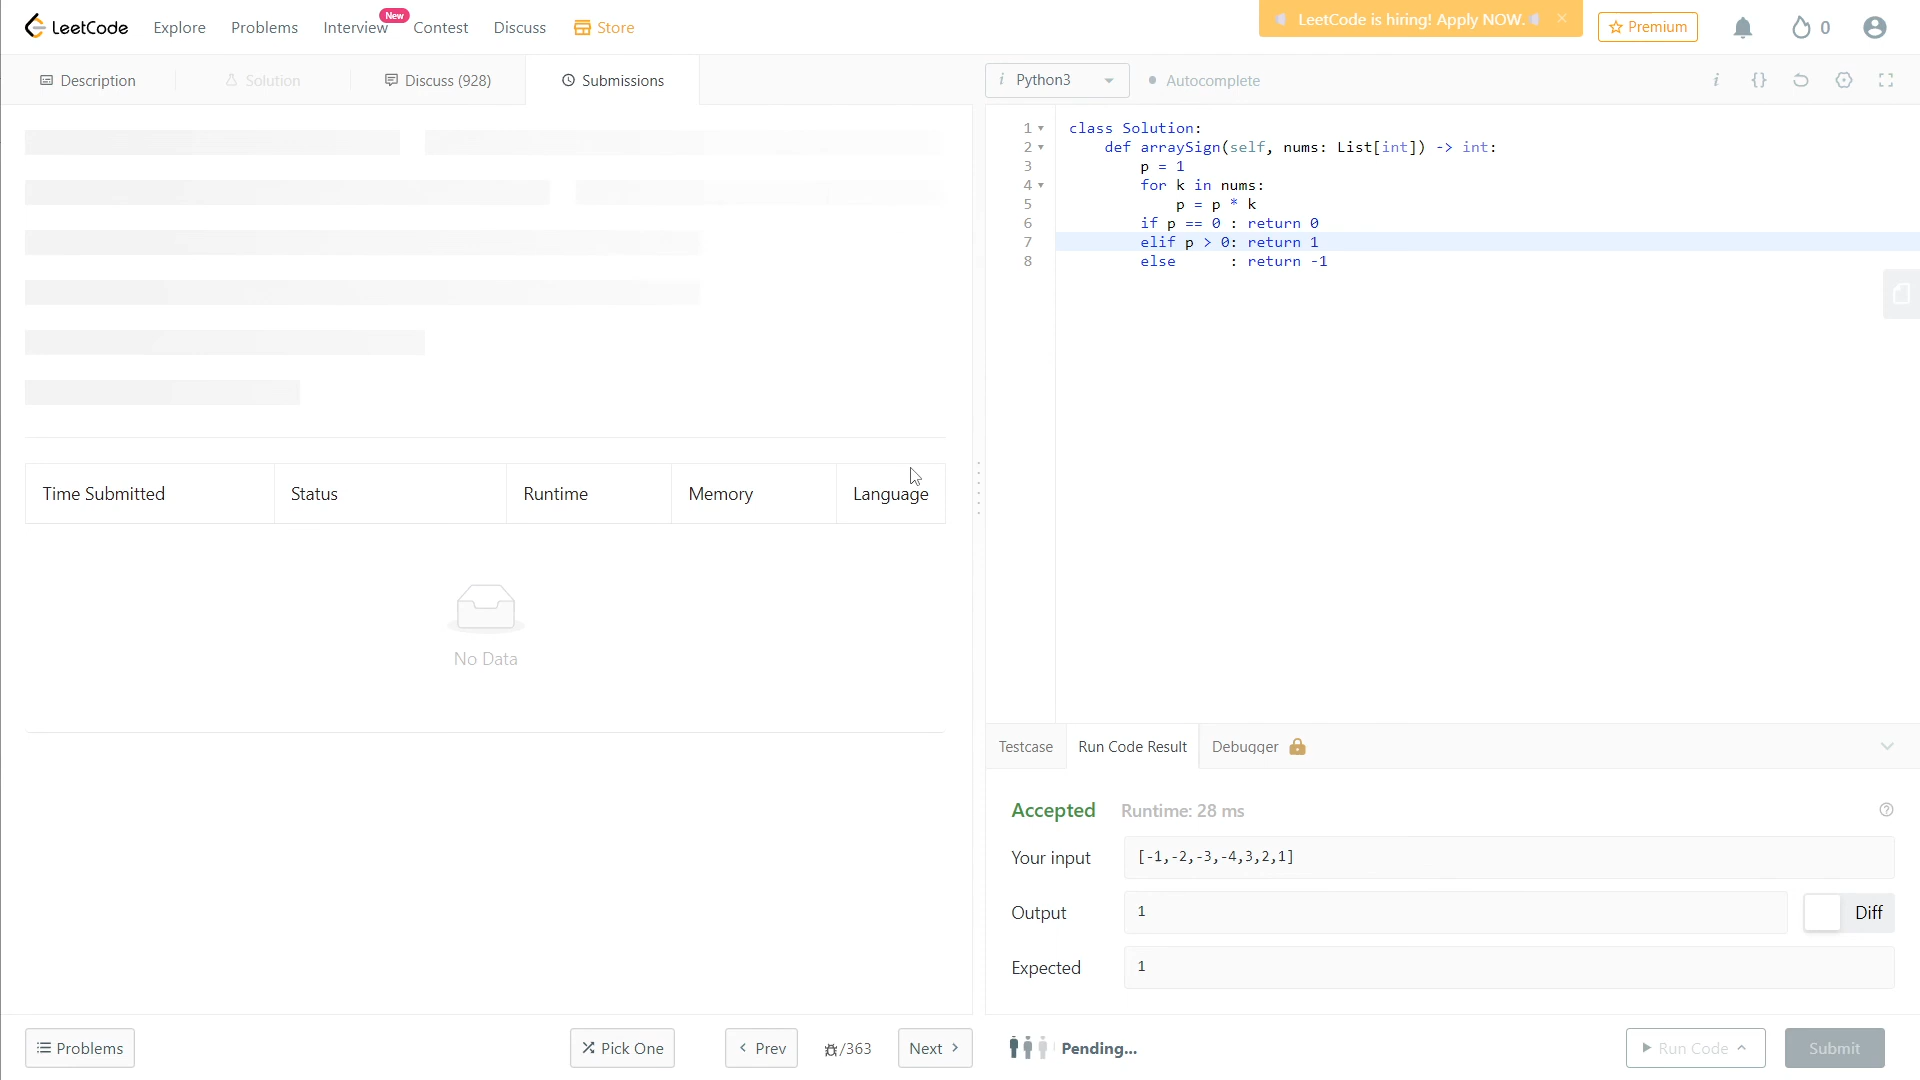 LeetCode
Explore
Problems
Interview
New
Contest
Discuss
Store
LeetCode is hiring! Apply NOW.
Premium
0
Description
Solution
Discuss (928)
Submissions
i Python3
Autocomplete
i
{}
1 class Solution:
2 def arraySign(self, nums: List[int]) -> int:
3 p = 1
4 for k in nums:
5 p = p * k
6 if p == 0 : return 0
7 elif p > 0: return 1
8 else : return -1
Time Submitted
Status
Runtime
Memory
Language
No Data
Testcase
Run Code Result
Debugger
Accepted
Runtime: 28 ms
Your input
[-1,-2,-3,-4,3,2,1]
Output
1
Diff
Expected
1
Problems
Pick One
Prev
/363
Next
Pending...
Run Code
Submit